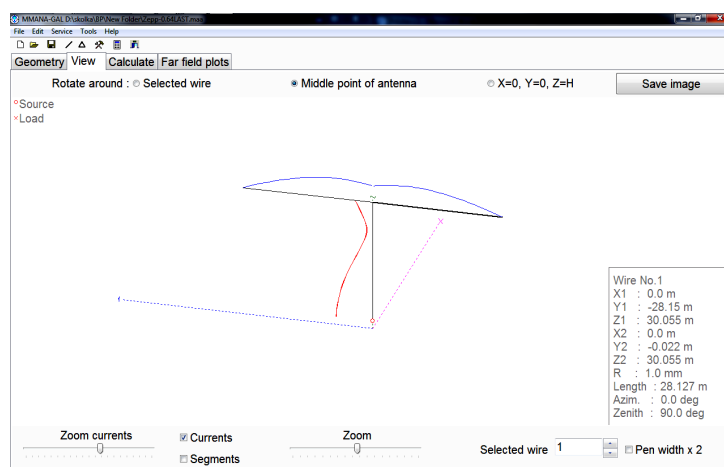 MMANA-GAL D:\skolka\BP\New Folder\Zepp-0.64LAST.maa
File Edit Service Tools Help
Geometry View Calculate Far field plots
Rotate around : Selected wire Middle point of antenna X=0, Y=0, Z=H Save image
°Source
×Load
Z
X
Wire No.1
X1 : 0.0 m
Y1 : -28.15 m
Z1 : 30.055 m
X2 : 0.0 m
Y2 : -0.022 m
Z2 : 30.055 m
R : 1.0 mm
Length : 28.127 m
Azim. : 0.0 deg
Zenith : 90.0 deg
Zoom currents Currents Zoom Selected wire 1 Pen width x 2
Segments